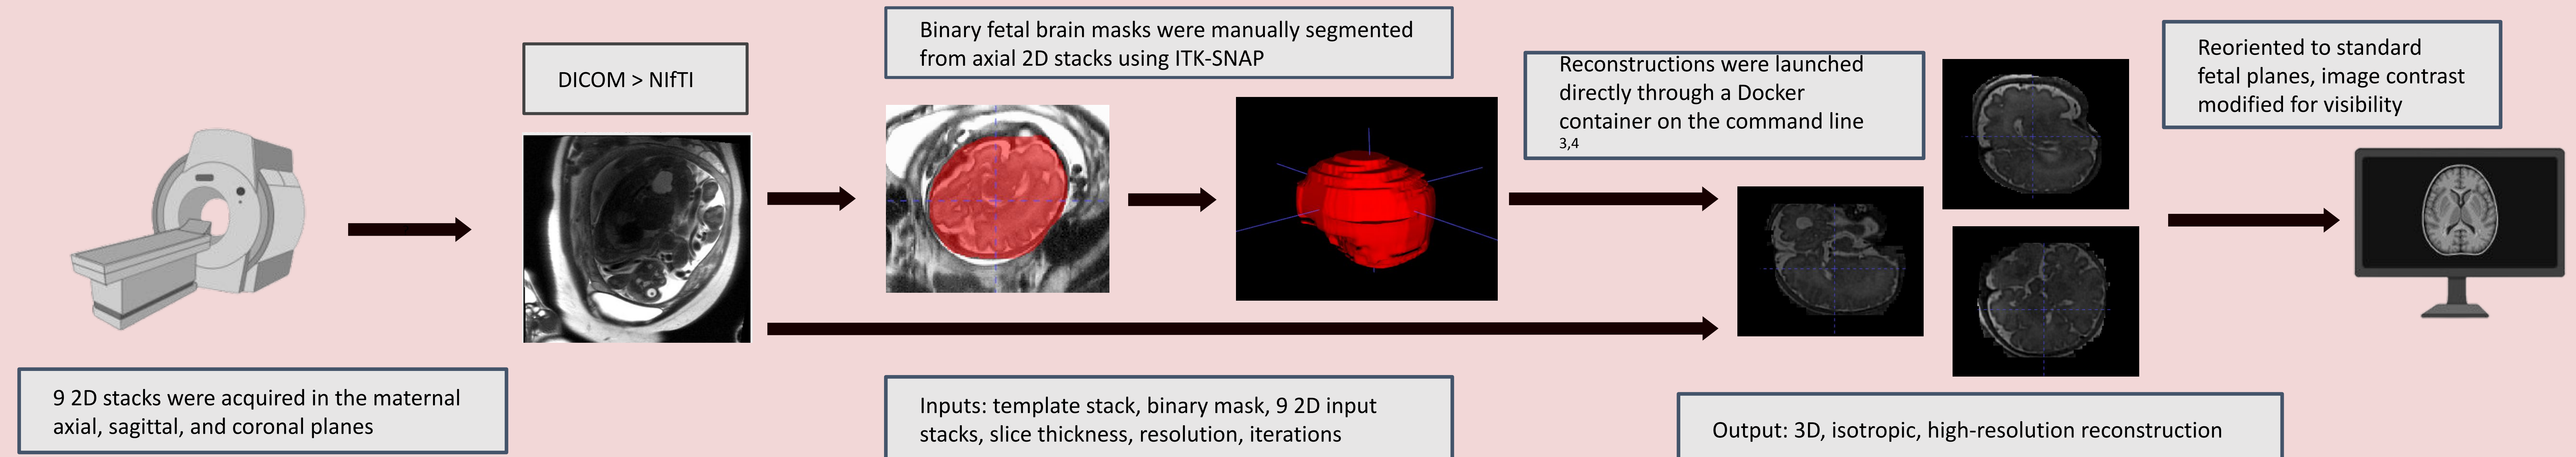 9 2D stacks were acquired in the maternal
axial, sagittal, and coronal planes
DICOM > NIfTI
Binary fetal brain masks were manually segmented
from axial 2D stacks using ITK-SNAP
Inputs: template stack, binary mask, 9 2D input
stacks, slice thickness, resolution, iterations
Reconstructions were launched
directly through a Docker
container on the command line
3,4
Output: 3D, isotropic, high-resolution reconstruction
Reoriented to standard
fetal planes, image contrast
modified for visibility